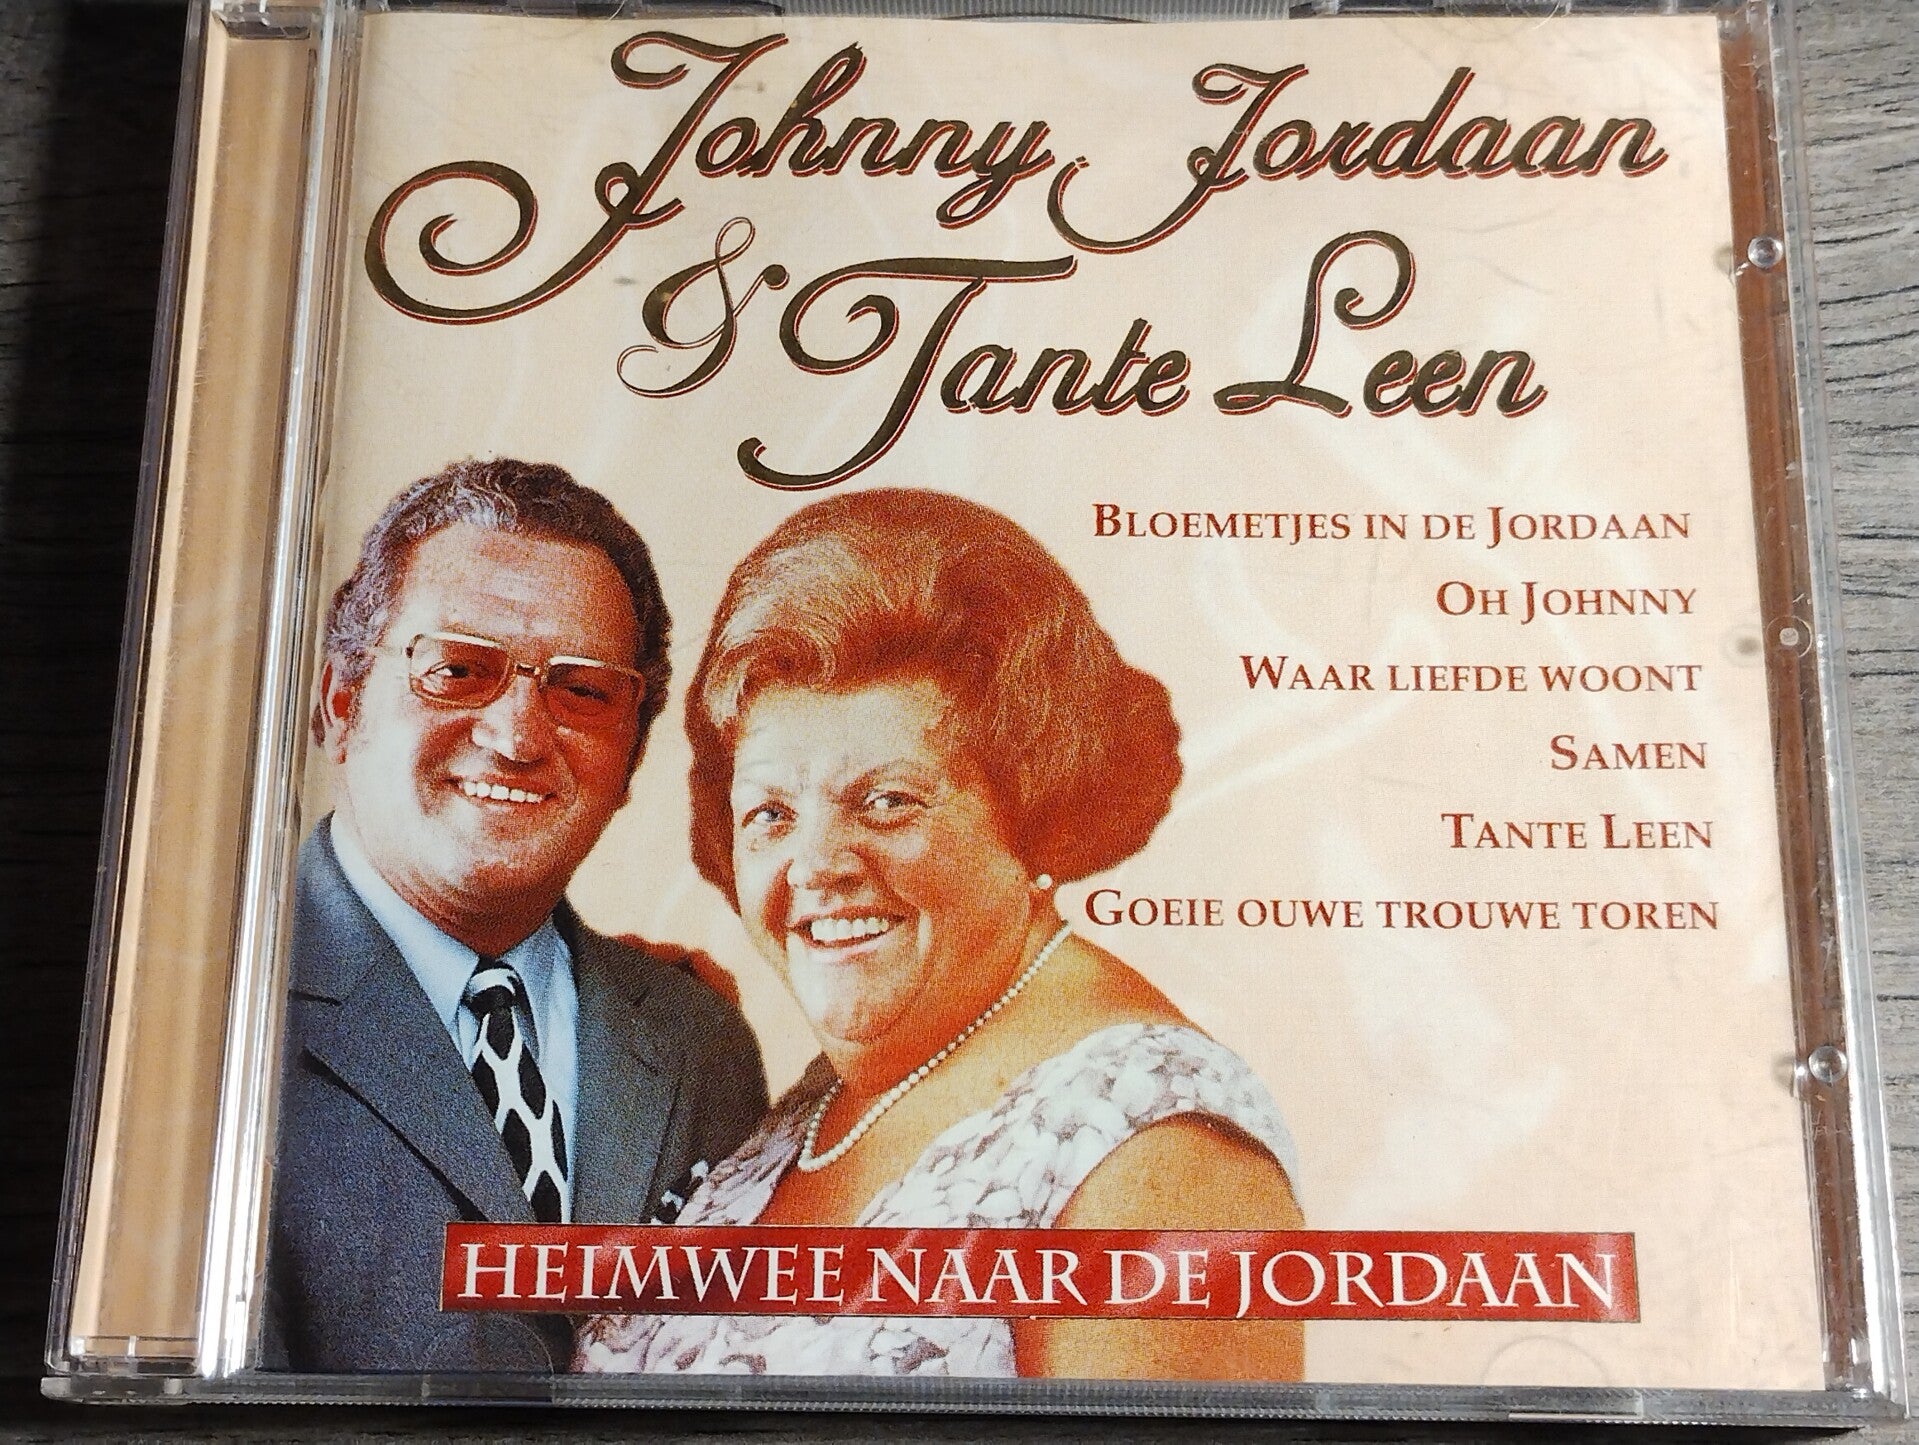 Johnny Jordaan
& Tante Leen
BLOEMETJES IN DE JORDAAN
OH JOHNNY
WAAR LIEFDE WOONT
SAMEN
TANTE LEEN
GOEIE OUWE TROUWE TOREN
HEIMWEE NAAR DE JORDAAN